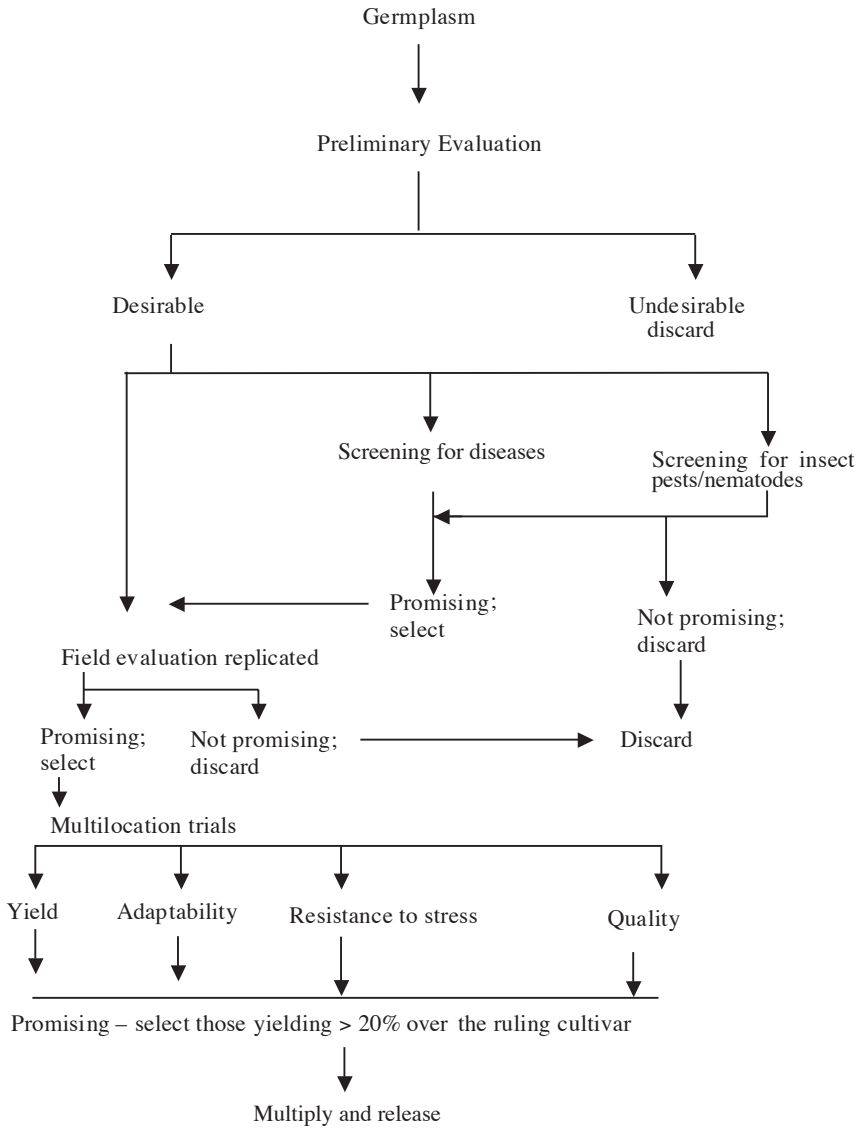 Germplasm
Preliminary Evaluation
Desirable
Undesirable
discard
Screening for diseases
Screening for insect
pests/nematodes
Promising;
select
Not promising;
discard
Field evaluation replicated
Promising;
select
Not promising;
discard
Discard
Multilocation trials
Yield
Adaptability
Resistance to stress
Quality
Promising – select those yielding > 20% over the ruling cultivar
Multiply and release